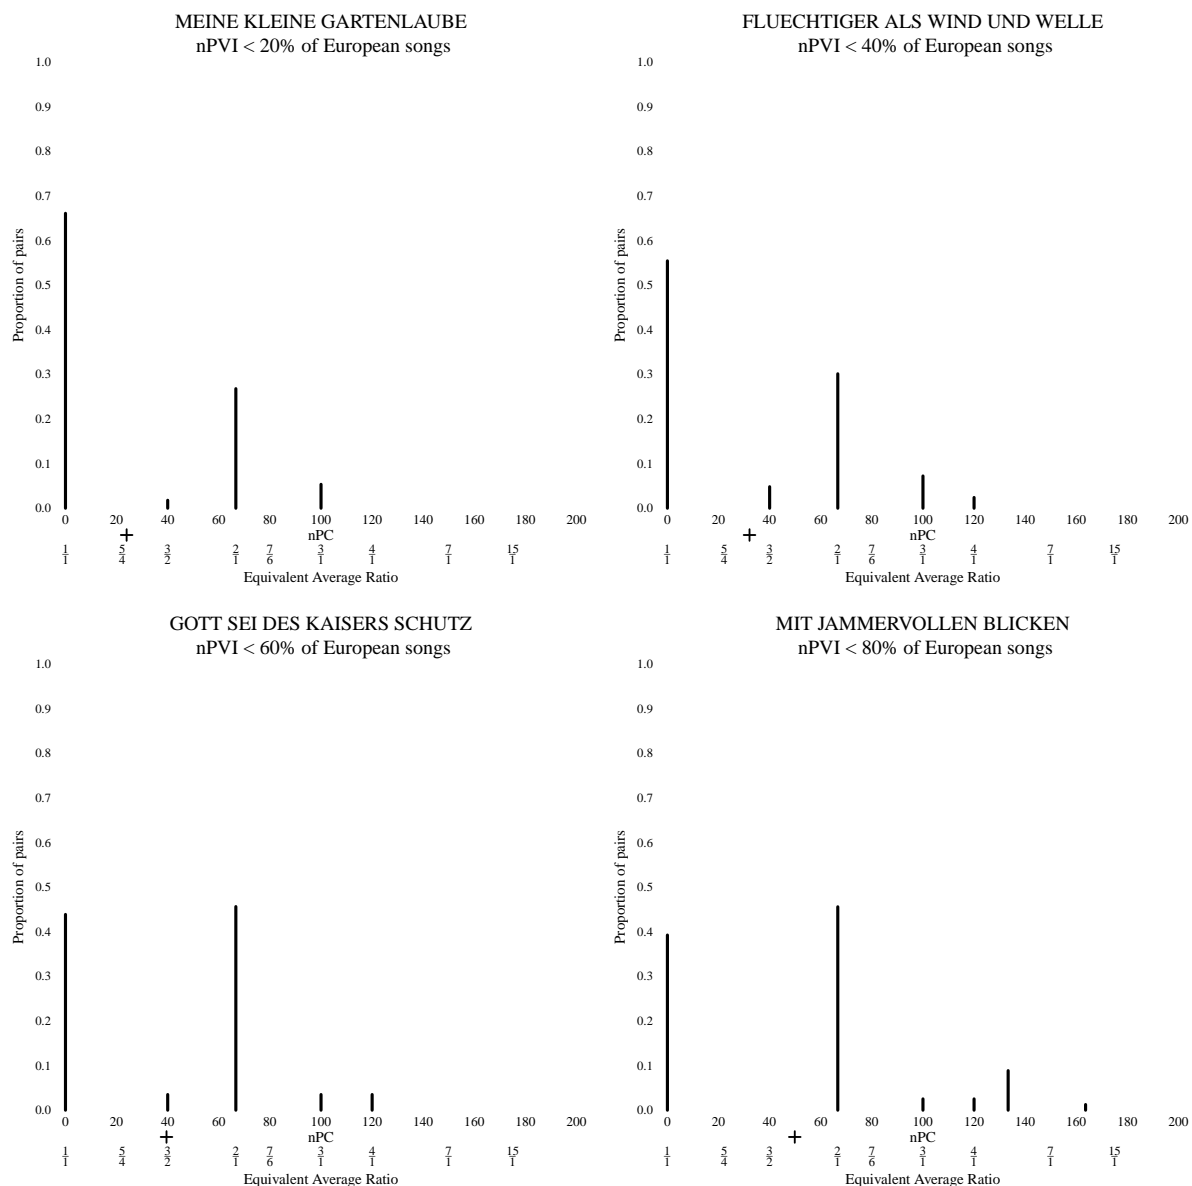 MEINE KLEINE GARTENLAUBE
nPVI < 20% of European songs
1.0
0.9
0.8
0.7
0.6
0.5
0.4
0.3
0.2
0.1
0.0
Proportion of pairs
0 20 40 60 80 100 120 140 160 180 200
nPC
1/1 5/4 3/2 2/1 7/6 3/1 4/1 7/1 15/1
Equivalent Average Ratio
FLUECHTIGER ALS WIND UND WELLE
nPVI < 40% of European songs
1.0
0.9
0.8
0.7
0.6
0.5
0.4
0.3
0.2
0.1
0.0
Proportion of pairs
0 20 40 60 80 100 120 140 160 180 200
nPC
1/1 5/4 3/2 2/1 7/6 3/1 4/1 7/1 15/1
Equivalent Average Ratio
GOTT SEI DES KAISERS SCHUTZ
nPVI < 60% of European songs
1.0
0.9
0.8
0.7
0.6
0.5
0.4
0.3
0.2
0.1
0.0
Proportion of pairs
0 20 40 60 80 100 120 140 160 180 200
nPC
1/1 5/4 3/2 2/1 7/6 3/1 4/1 7/1 15/1
Equivalent Average Ratio
MIT JAMMERVOLLEN BLICKEN
nPVI < 80% of European songs
1.0
0.9
0.8
0.7
0.6
0.5
0.4
0.3
0.2
0.1
0.0
Proportion of pairs
0 20 40 60 80 100 120 140 160 180 200
nPC
1/1 5/4 3/2 2/1 7/6 3/1 4/1 7/1 15/1
Equivalent Average Ratio